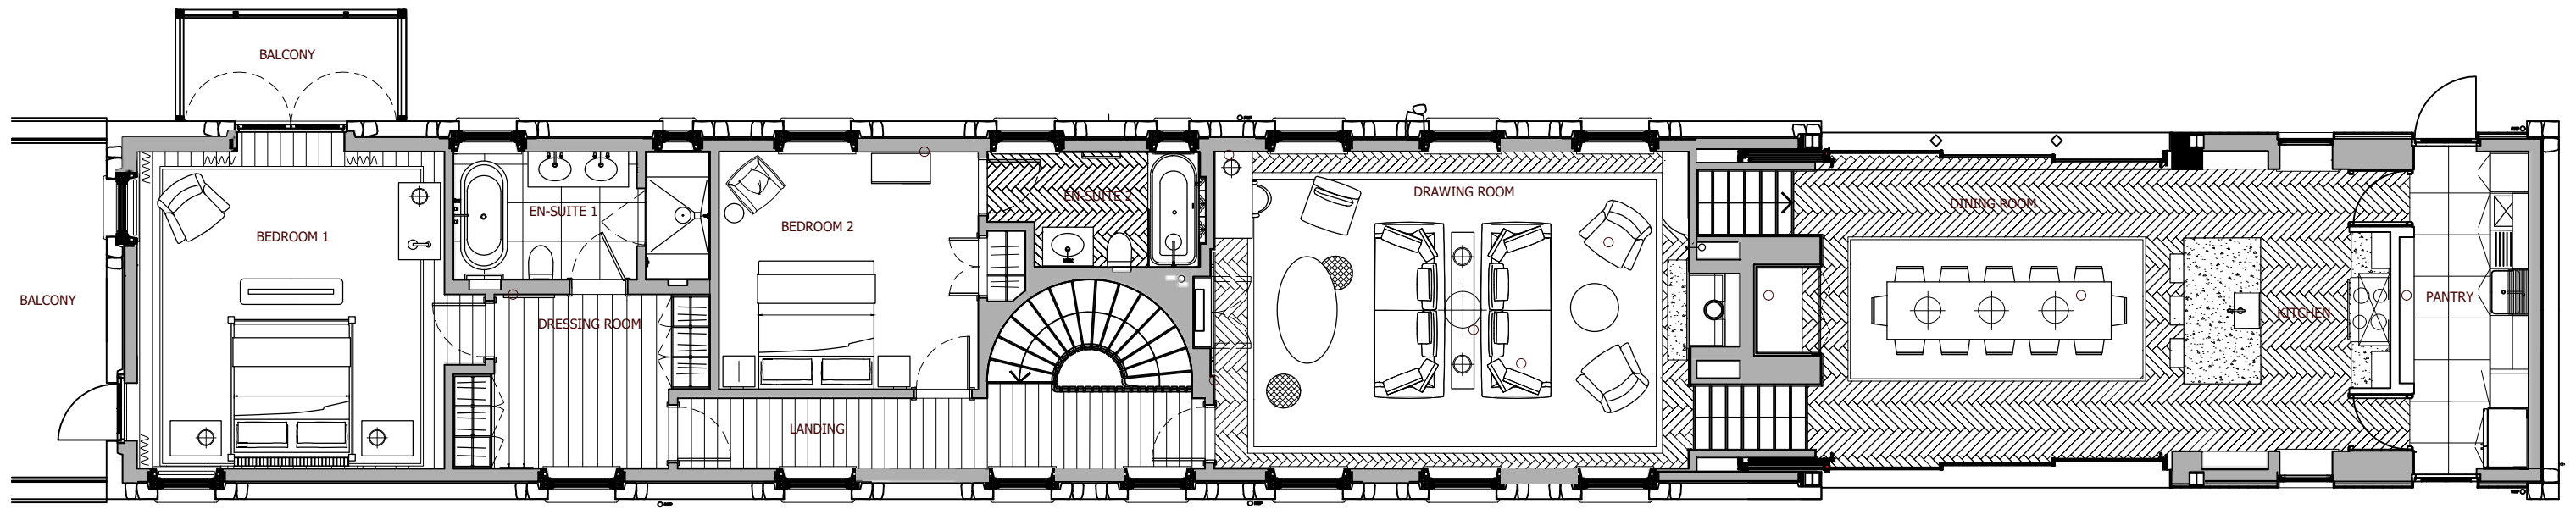 BALCONY
BALCONY
BEDROOM 1
EN-SUITE 1
DRESSING ROOM
BEDROOM 2
EN-SUITE 2
LANDING
DRAWING ROOM
DINING ROOM
KITCHEN
PANTRY